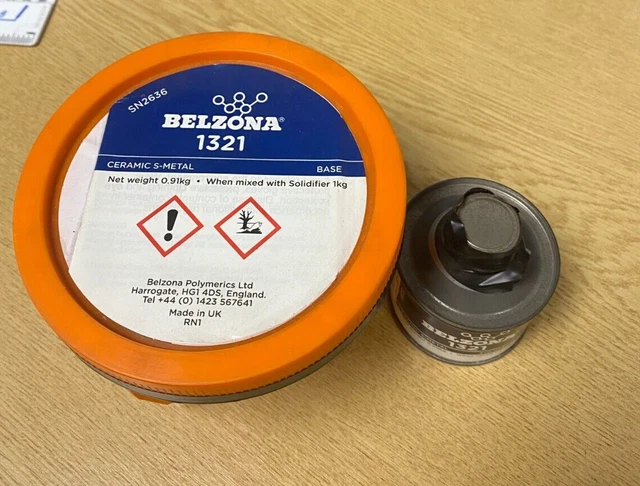 SN2636
BELZONA®
1321
CERAMIC S-METAL BASE
Net weight 0.91kg • When mixed with Solidifier 1kg
Belzona Polymerics Ltd
Harrogate, HG1 4DS, England.
Tel +44 (0) 1423 567641
Made in UK
RN1
BELZONA
1321